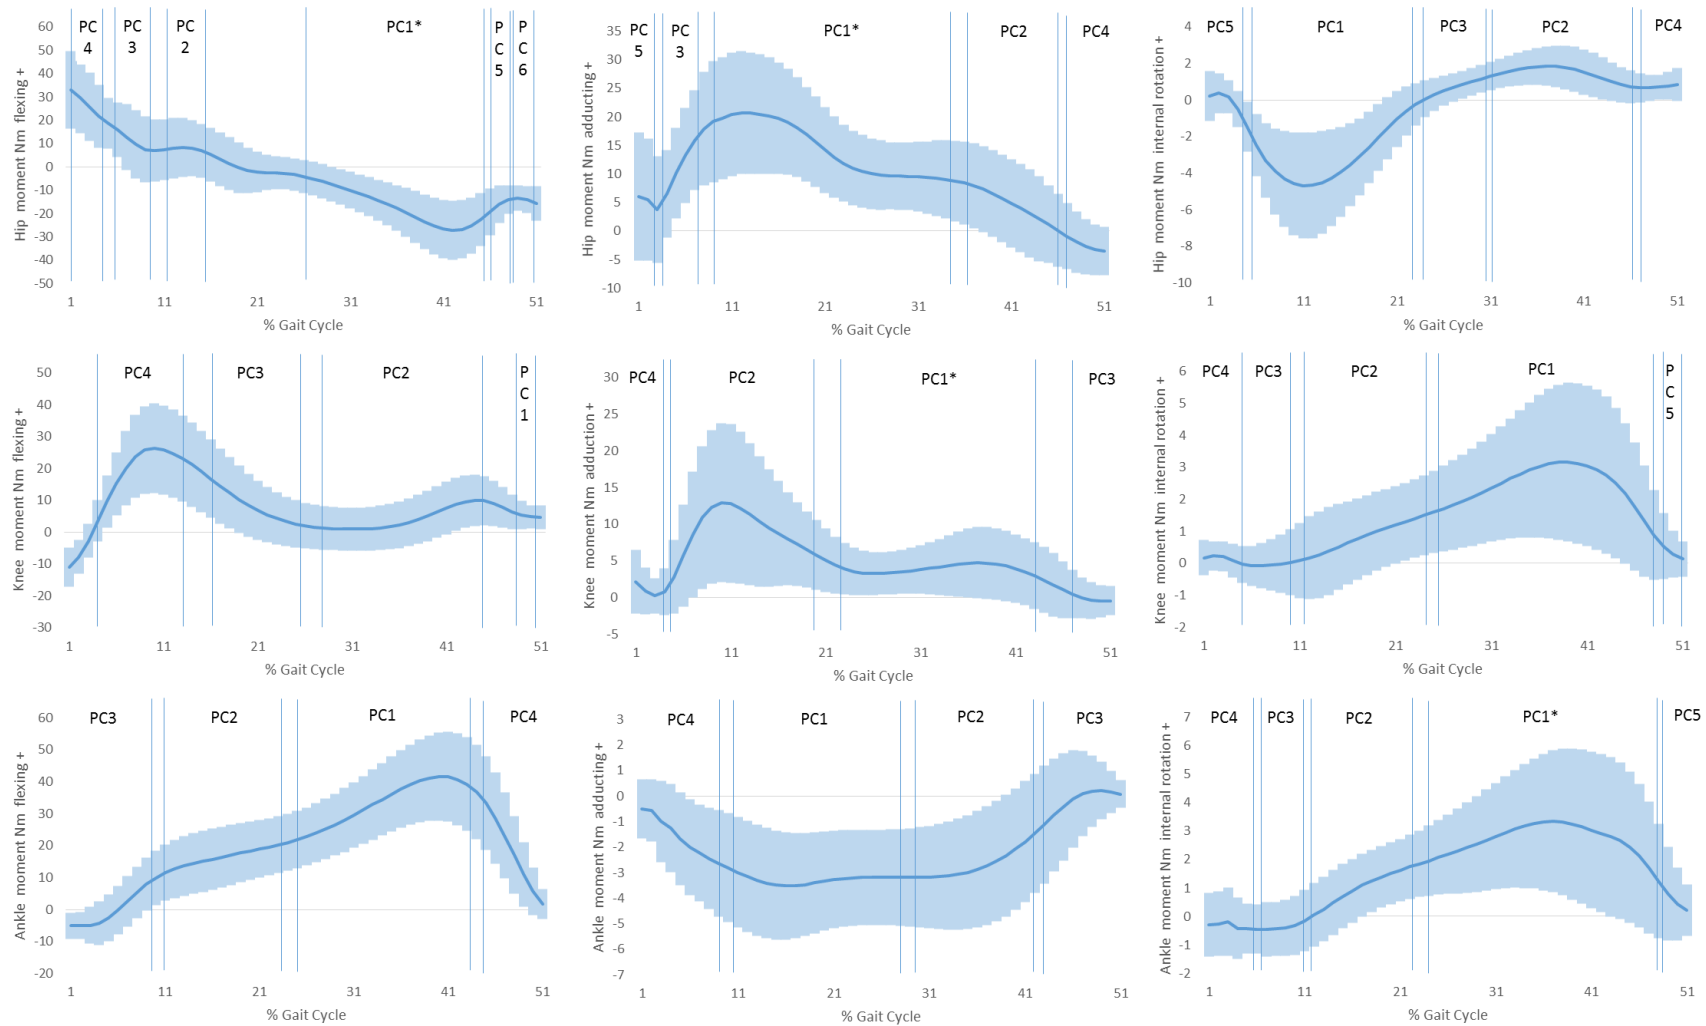 Hip moment Nm flexing +
60
50
40
30
20
10
0
-10
-20
-30
-40
-50
PC
4
PC
3
PC
2
PC1*
P
C
5
P
C
6
1 11 21 31 41 51
% Gait Cycle
Hip moment Nm adducting +
35
30
25
20
15
10
5
0
-5
-10
PC
5
PC
3
PC1*
PC2
PC4
1 11 21 31 41 51
% Gait Cycle
Hip moment Nm internal rotation +
4
2
0
-2
-4
-6
-8
-10
PC5 PC1 PC3 PC2 PC4
1 11 21 31 41 51
% Gait Cycle
Knee moment Nm flexing +
50
40
30
20
10
0
-10
-20
-30
PC4 PC3 PC2
P
C
1
1 11 21 31 41 51
% Gait Cycle
Knee moment Nm adduction +
30
25
20
15
10
5
0
-5
PC4 PC2 PC1* PC3
1 11 21 31 41 51
% Gait Cycle
Knee moment Nm internal rotation +
6
5
4
3
2
1
0
-1
-2
PC4 PC3 PC2 PC1
P
C
5
1 11 21 31 41 51
% Gait Cycle
Ankle moment Nm flexing +
60
50
40
30
20
10
0
-10
-20
PC3 PC2 PC1 PC4
1 11 21 31 41 51
% Gait Cycle
Ankle moment Nm adducting +
3
2
1
0
-1
-2
-3
-4
-5
-6
-7
PC4 PC1 PC2 PC3
1 11 21 31 41 51
% Gait Cycle
Ankle moment Nm internal rotation +
7
6
5
4
3
2
1
0
-1
-2
PC4 PC3 PC2 PC1* PC5
1 11 21 31 41 51
% Gait Cycle